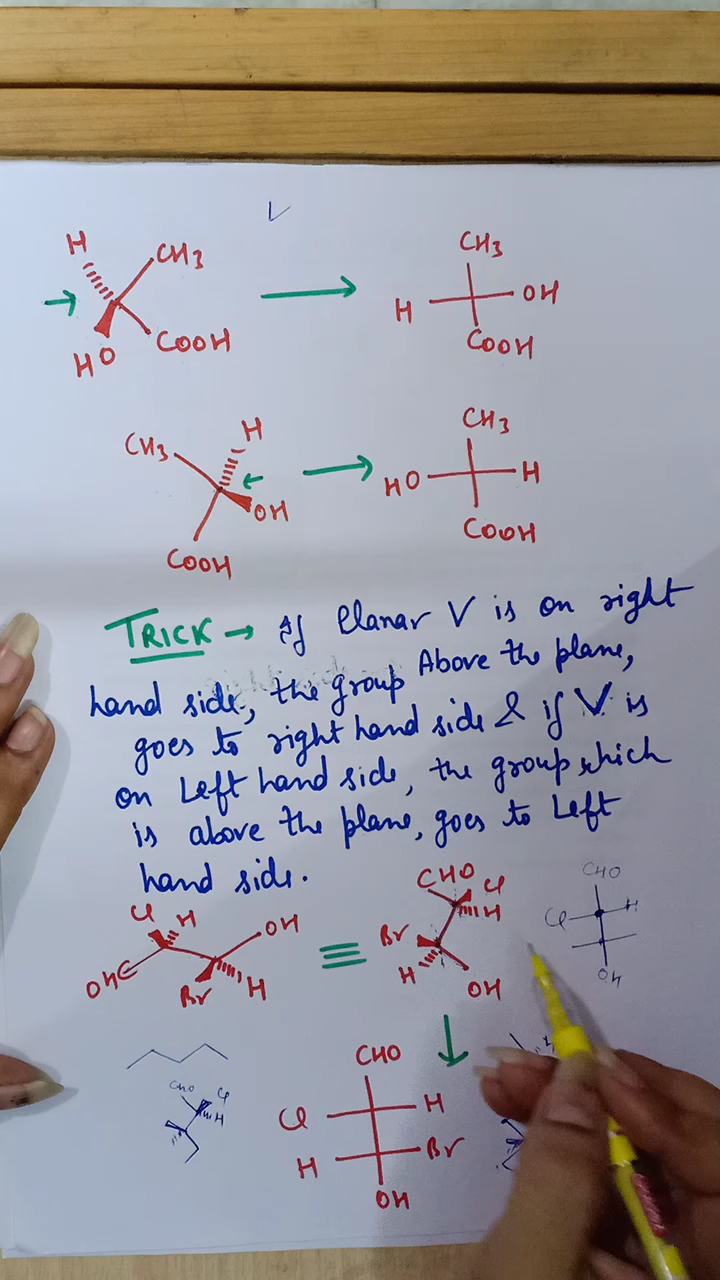 H
CH3
HO
COOH
→
CH3
H
OH
COOH
CH3
H
OH
COOH
→
CH3
HO
H
COOH
TRICK → If Planar V is on right
hand side, the group Above the plane,
goes to right hand side & if V is
on Left hand side, the group which
is above the plane, goes to Left
hand side.
Cl
H
OH
OHC
Br
H
≡
CHO
Cl
H
Br
H
OH
CHO
Cl
H
OH
↓
CHO
Cl
H
H
Br
OH
CHO
Cl
H